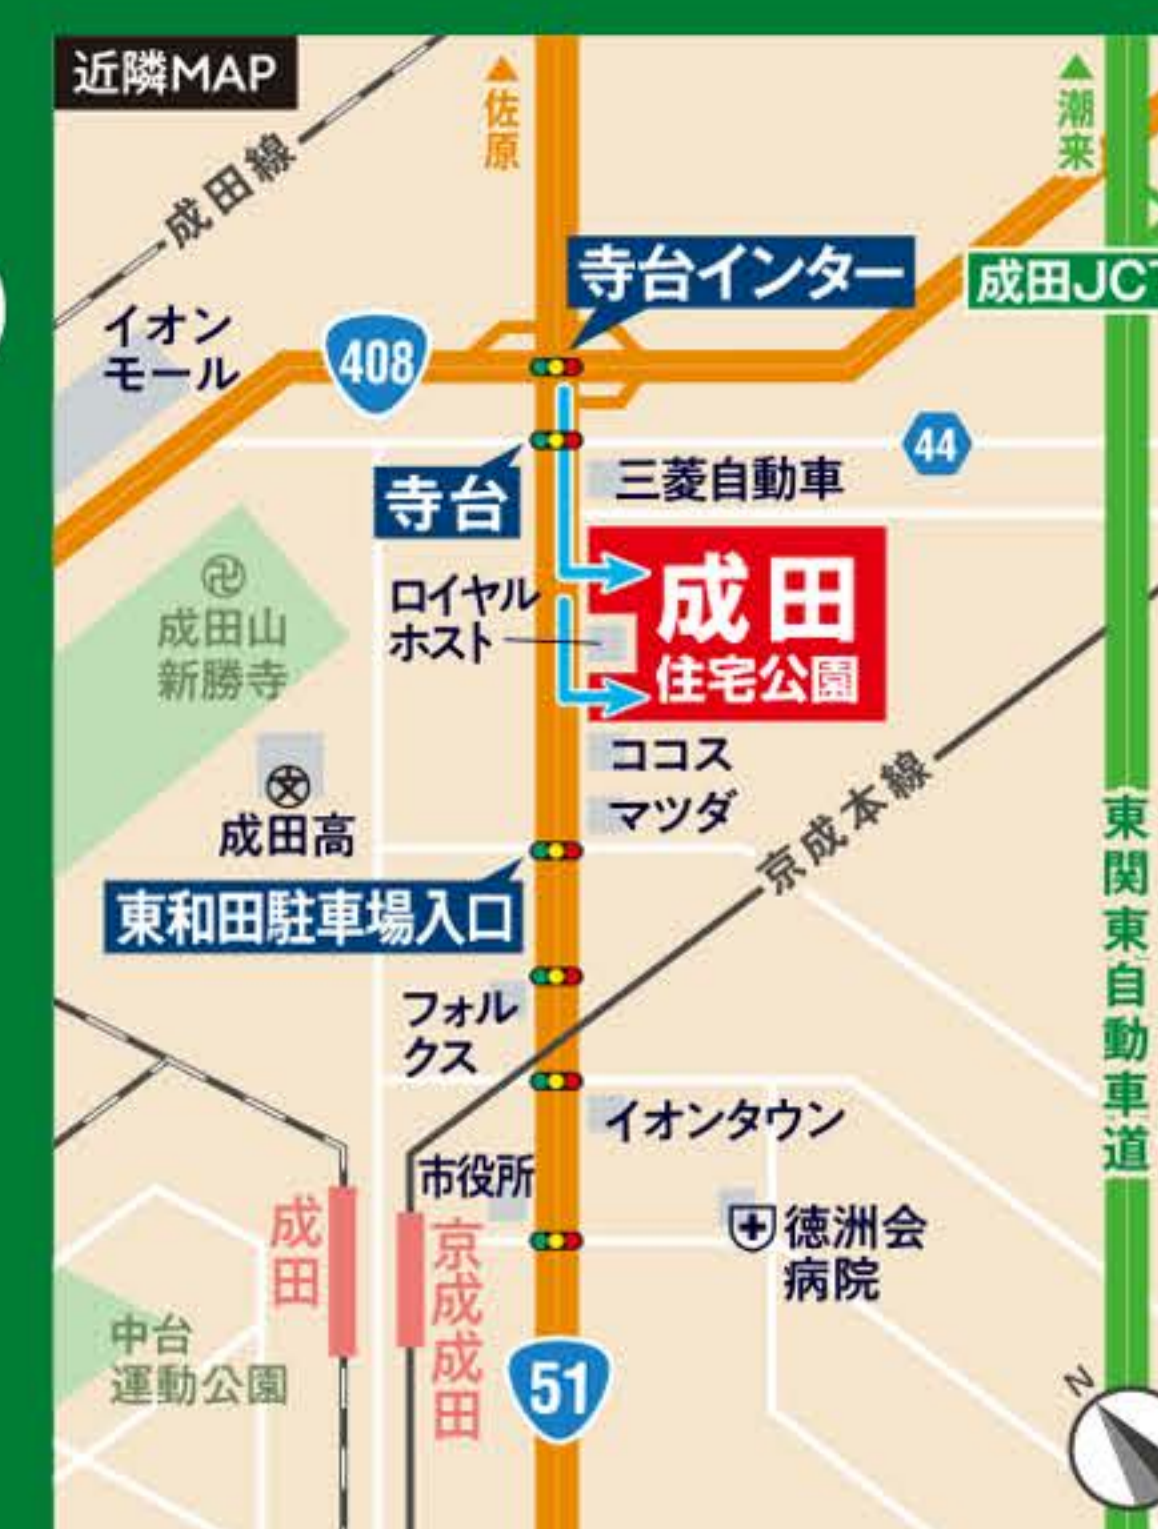 近隣MAP
佐原
潮来
成田線
寺台インター
成田JCT
イオン
モール
408
44
寺台
三菱自動車
成田
住宅公園
ロイヤル
ホスト
成田山
新勝寺
ココス
マツダ
成田高
京成本線
東関東自動車道
東和田駐車場入口
フォル
クス
イオンタウン
市役所
成田
京成成田
徳洲会
病院
中台
運動公園
51
N